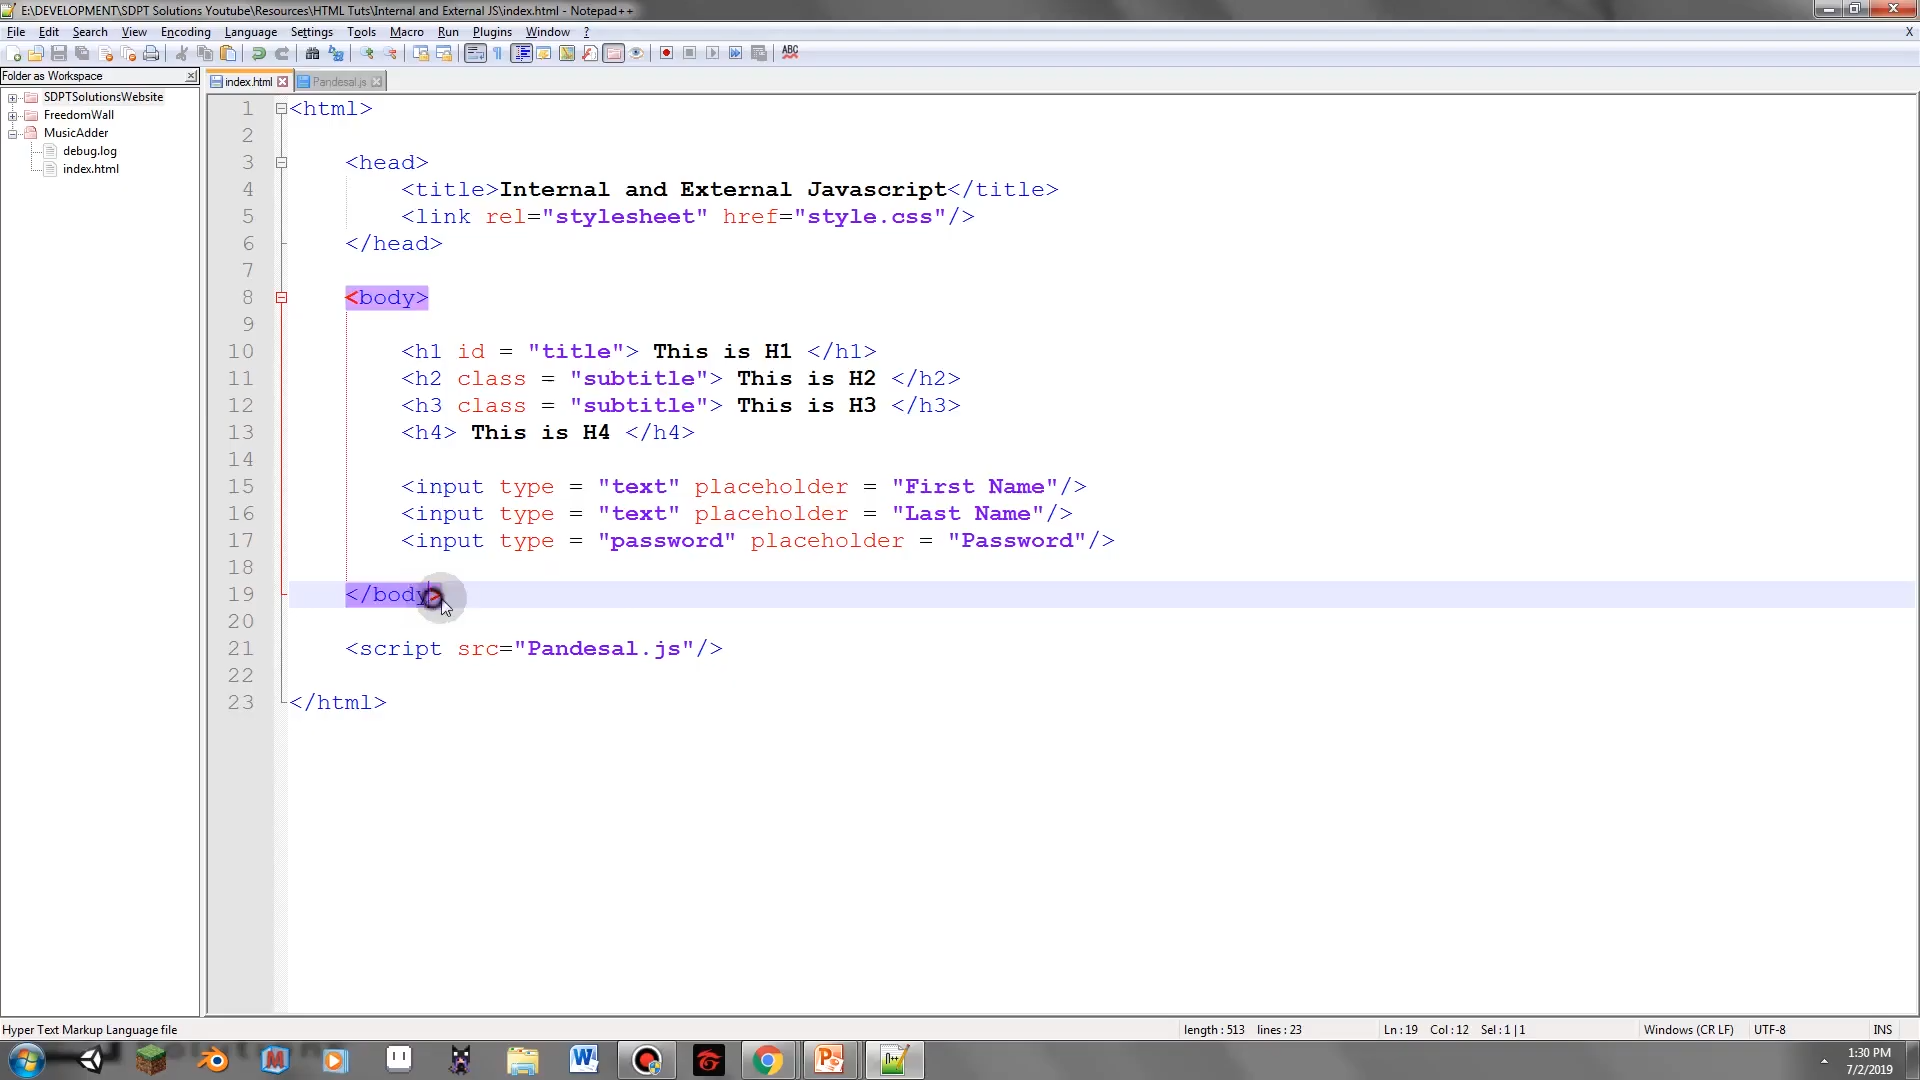 E:\DEVELOPMENT\SDPT Solutions Youtube\Resources\HTML Tuts\Internal and External JS\index.html - Notepad++
File Edit Search View Encoding Language Settings Tools Macro Run Plugins Window ? X
ABC
Folder as Workspace
index.html Pandesal.js
SDPTSolutionsWebsite
FreedomWall
MusicAdder
debug.log
index.html
1 <html>
2
3 <head>
4 <title>Internal and External Javascript</title>
5 <link rel="stylesheet" href="style.css"/>
6 </head>
7
8 <body>
9
10 <h1 id = "title"> This is H1 </h1>
11 <h2 class = "subtitle"> This is H2 </h2>
12 <h3 class = "subtitle"> This is H3 </h3>
13 <h4> This is H4 </h4>
14
15 <input type = "text" placeholder = "First Name"/>
16 <input type = "text" placeholder = "Last Name"/>
17 <input type = "password" placeholder = "Password"/>
18
19 </body>
20
21 <script src="Pandesal.js"/>
22
23 </html>
Hyper Text Markup Language file length : 513 lines : 23 Ln : 19 Col : 12 Sel : 1 | 1 Windows (CR LF) UTF-8 INS
1:30 PM
7/2/2019